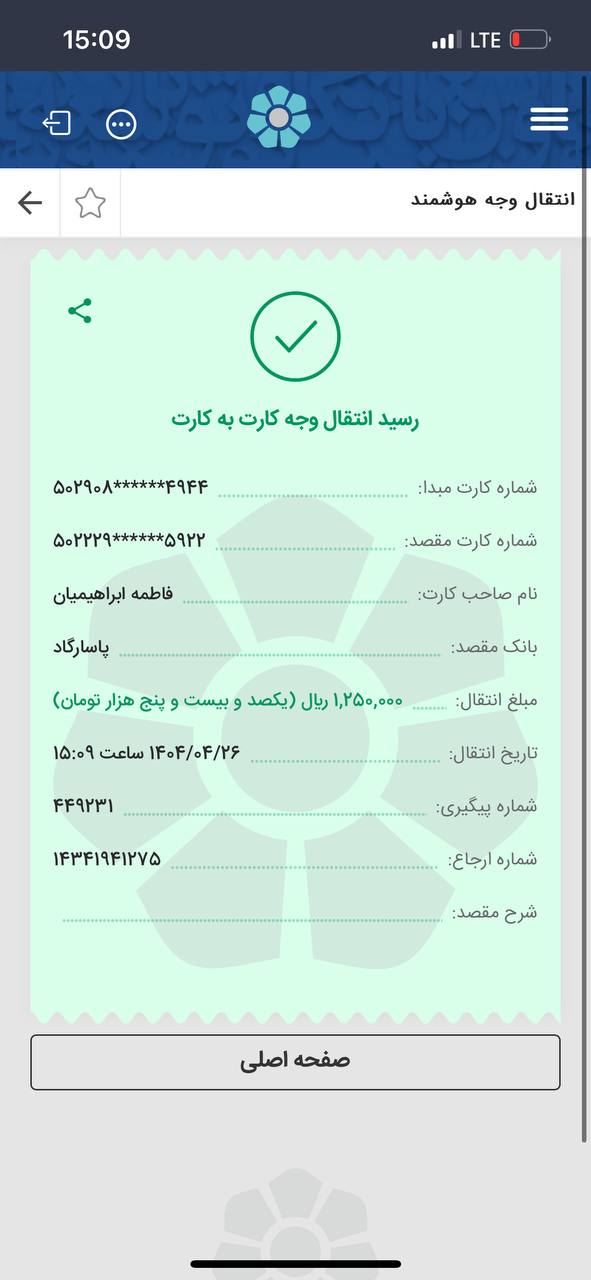 15:09
LTE
انتقال وجه هوشمند
رسید انتقال وجه کارت به کارت
شماره کارت مبدا: ۵۰۲۹۰۸******۴۹۴۴
شماره کارت مقصد: ۵۰۲۲۲۹******۵۹۲۲
نام صاحب کارت: فاطمه ابراهیمیان
بانک مقصد: پاسارگاد
مبلغ انتقال: ۱,۲۵۰,۰۰۰ ریال (یکصد و بیست و پنج هزار تومان)
تاریخ انتقال: ۱۴۰۴/۰۴/۲۶ ساعت ۱۵:۰۹
شماره پیگیری: ۴۴۹۲۳۱
شماره ارجاع: ۱۴۳۴۱۹۴۱۲۷۵
شرح مقصد:
صفحه اصلی